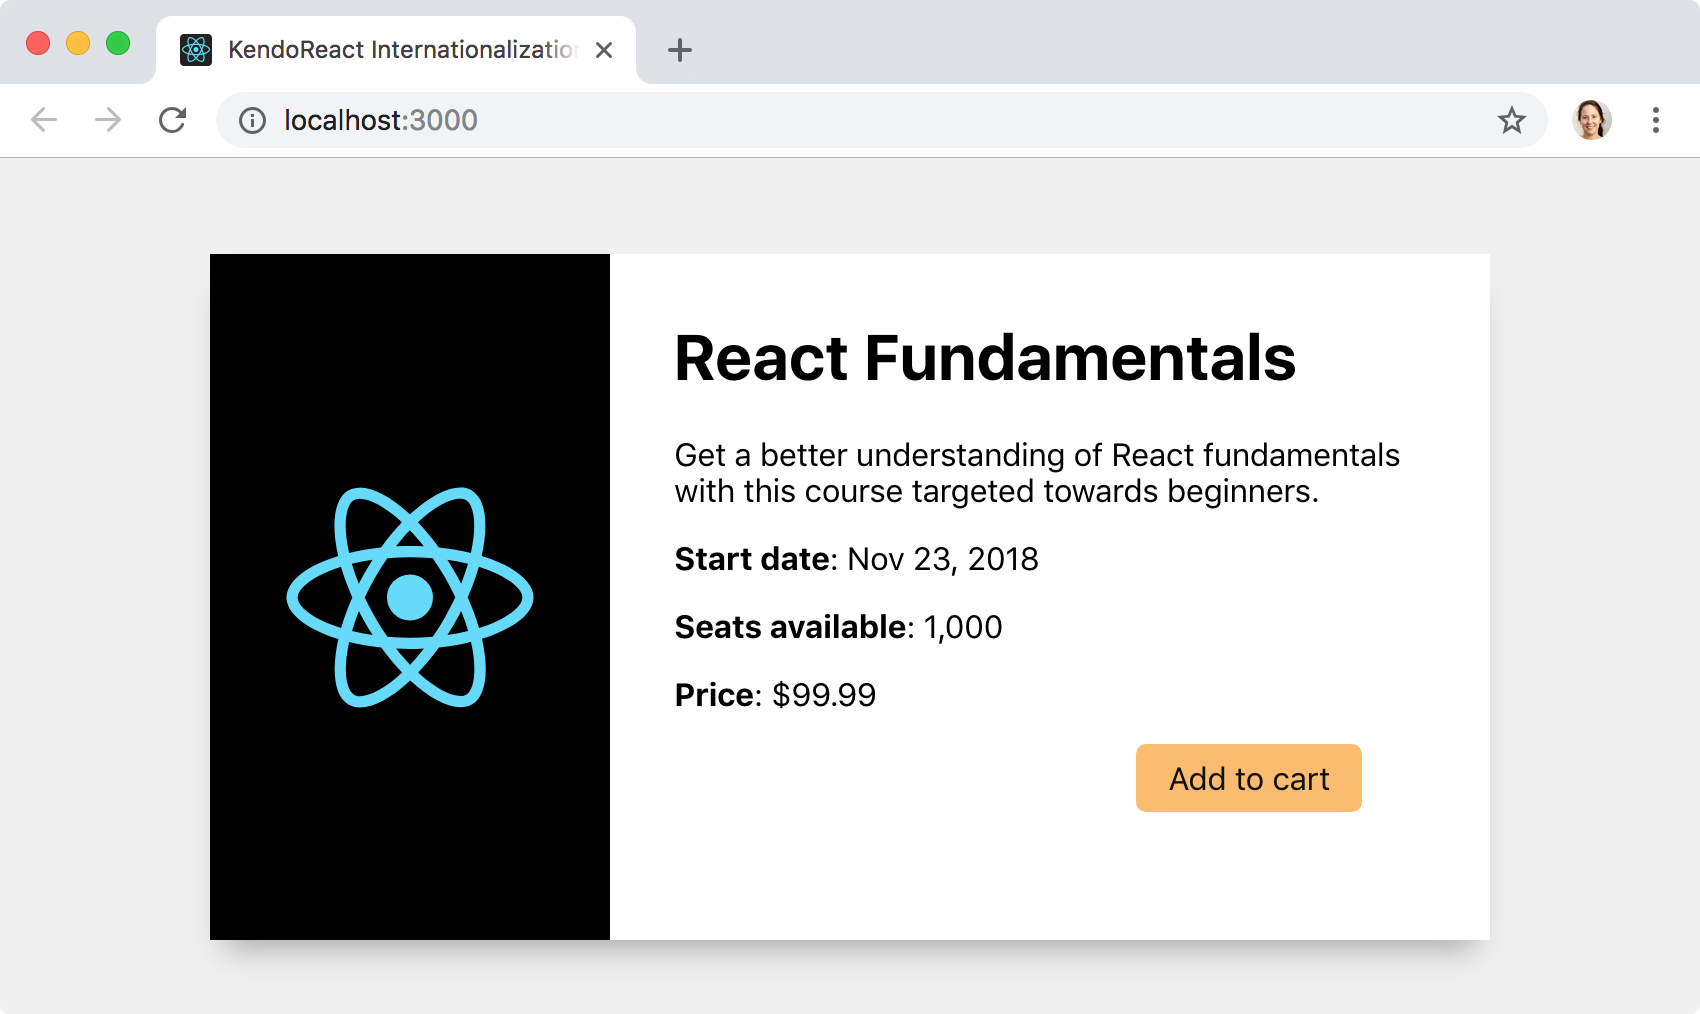 KendoReact Internationalization
localhost:3000
React Fundamentals
Get a better understanding of React fundamentals
with this course targeted towards beginners.
Start date: Nov 23, 2018
Seats available: 1,000
Price: $99.99
Add to cart